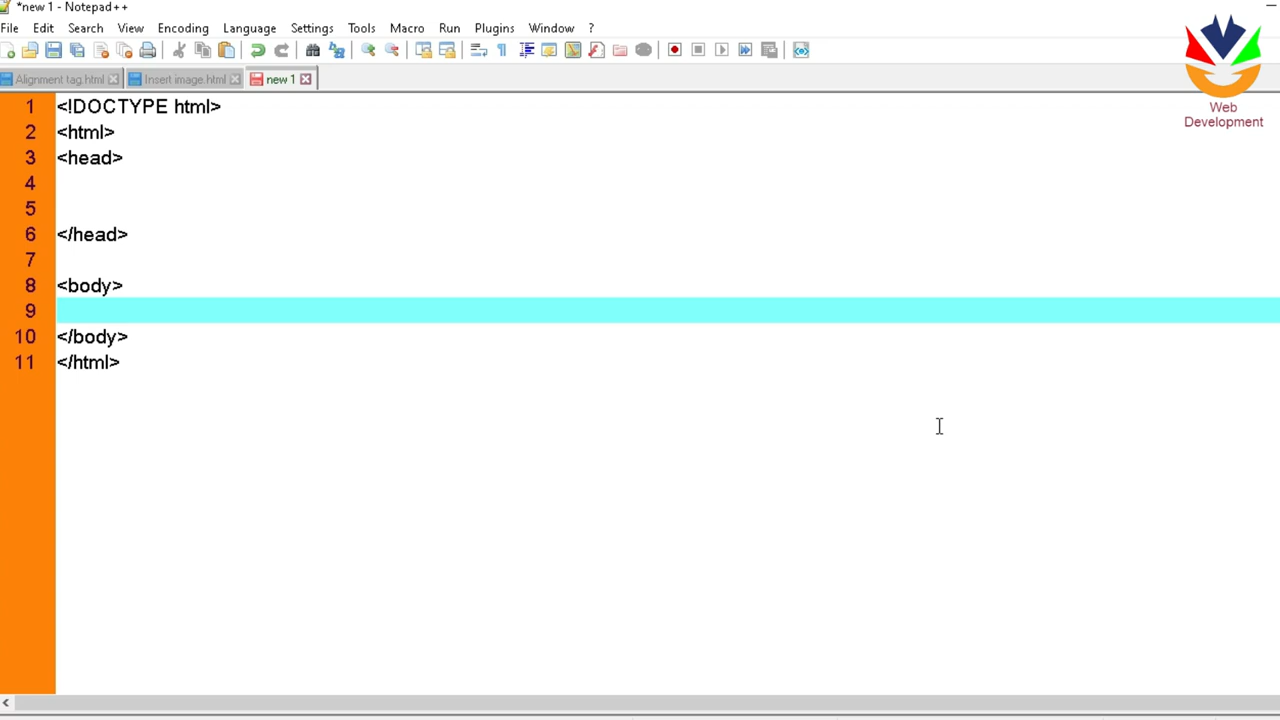 *new 1 - Notepad++
File Edit Search View Encoding Language Settings Tools Macro Run Plugins Window ?
Alignment tag.html Insert image.html new 1
Web
Development
1 <!DOCTYPE html>
2 <html>
3 <head>
4
5
6 </head>
7
8 <body>
9
10 </body>
11 </html>